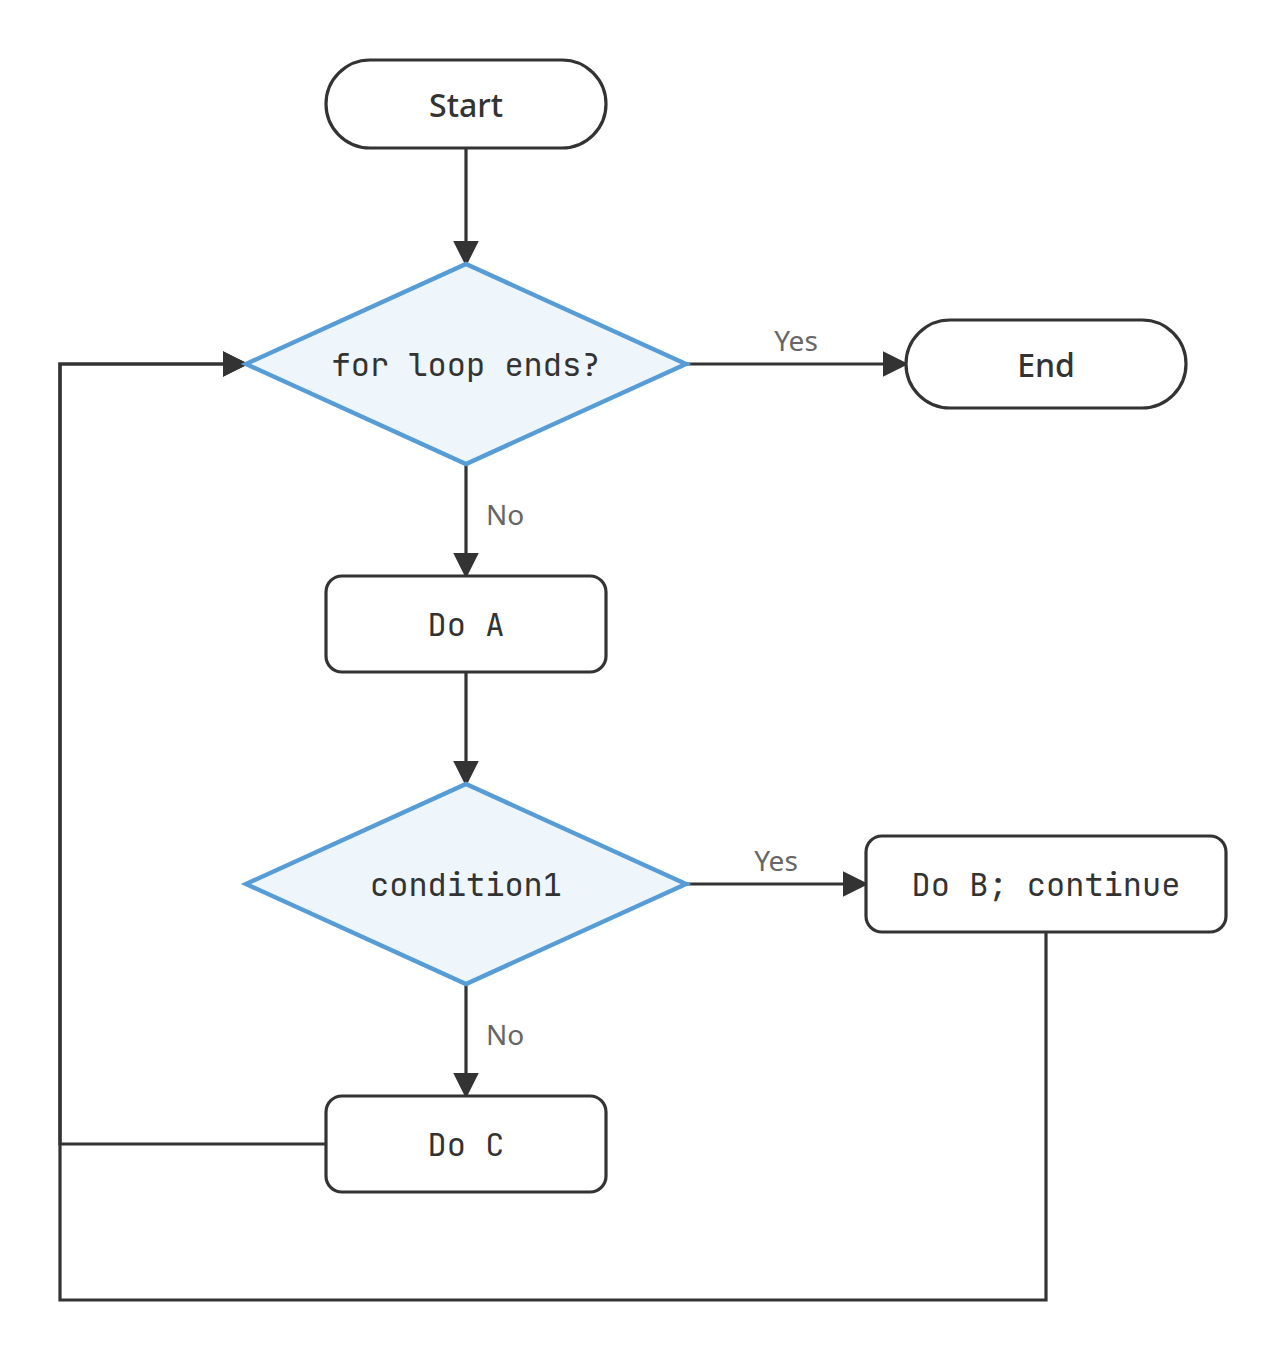 Start
for loop ends?
Yes
End
No
Do A
condition1
Yes
Do B; continue
No
Do C